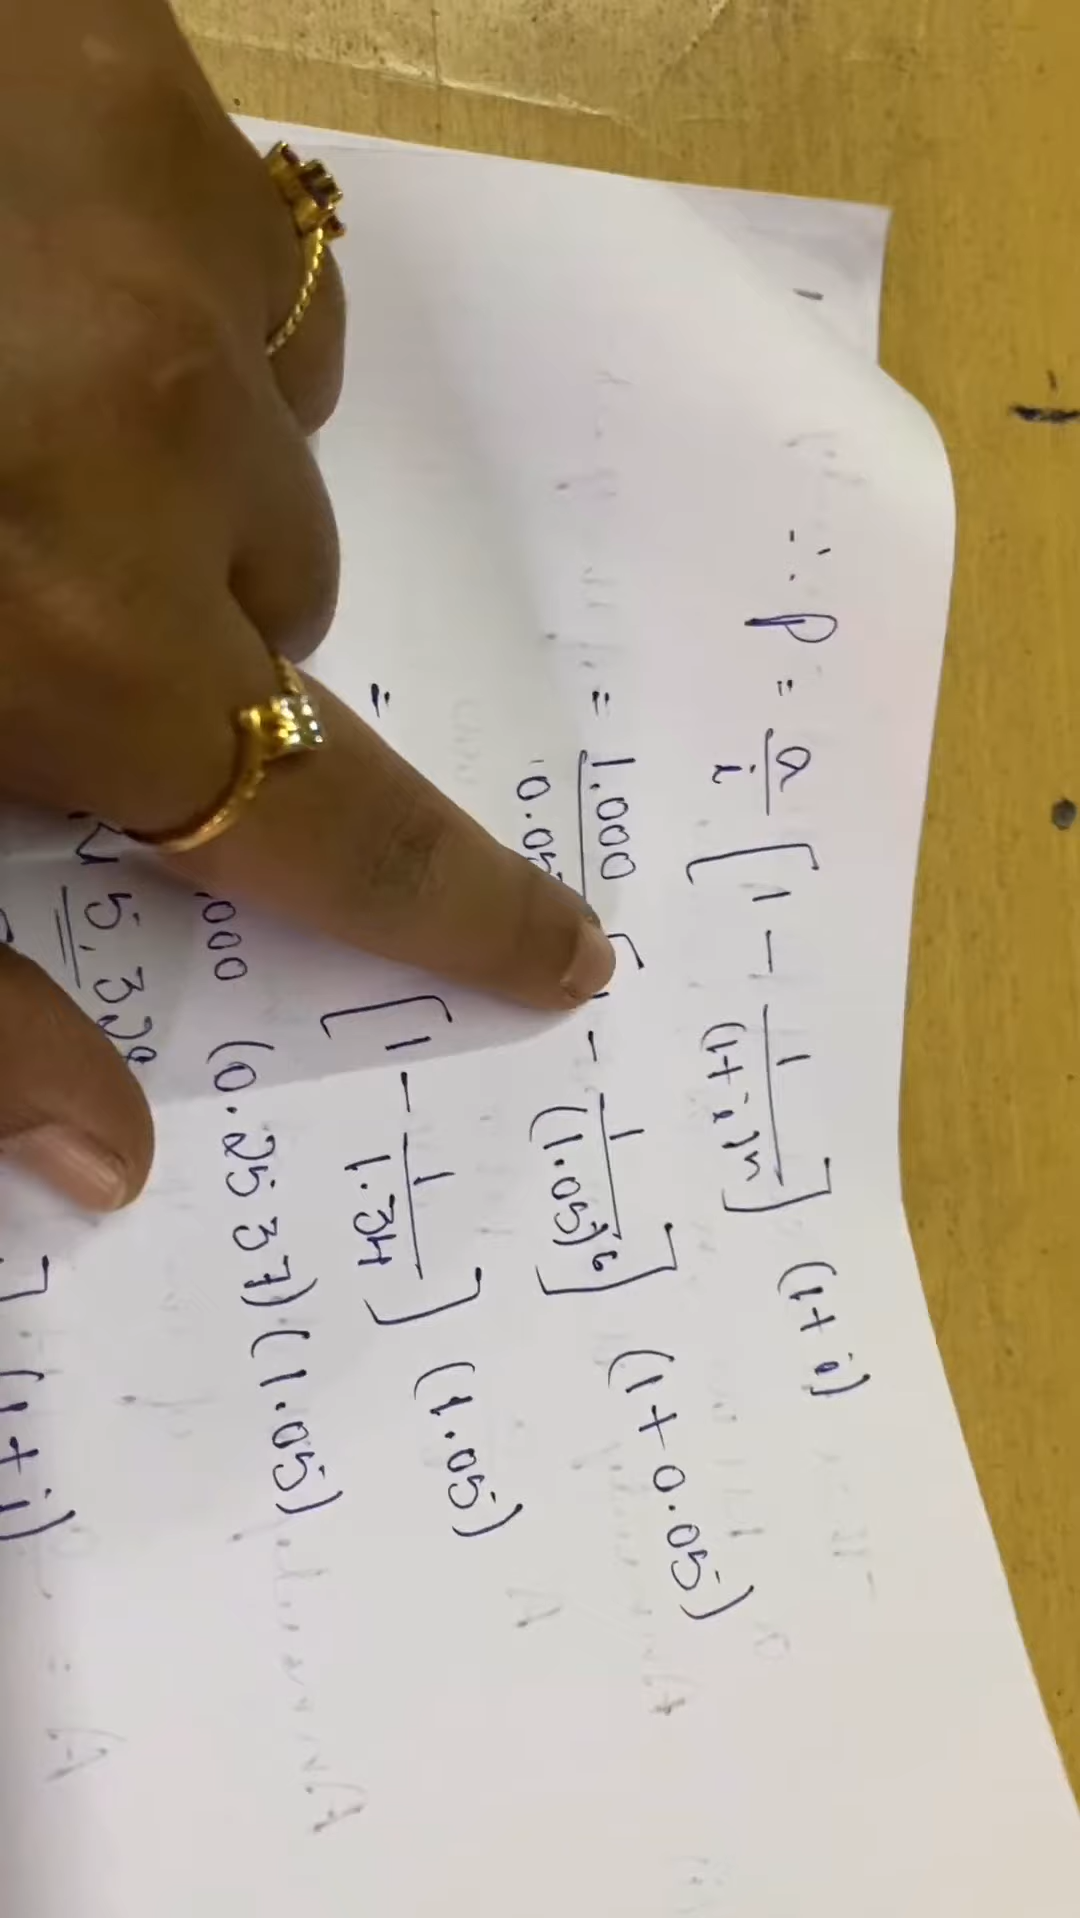 ∴ P = a/i [1 - 1/(1+i)ⁿ] (1+i)
= 1,000/0.05 [1 - 1/(1.05)⁶] (1+0.05)
= [1 - 1/1.34] (1.05)
,000 (0.2537)(1.05)
5,328
] (1+i)